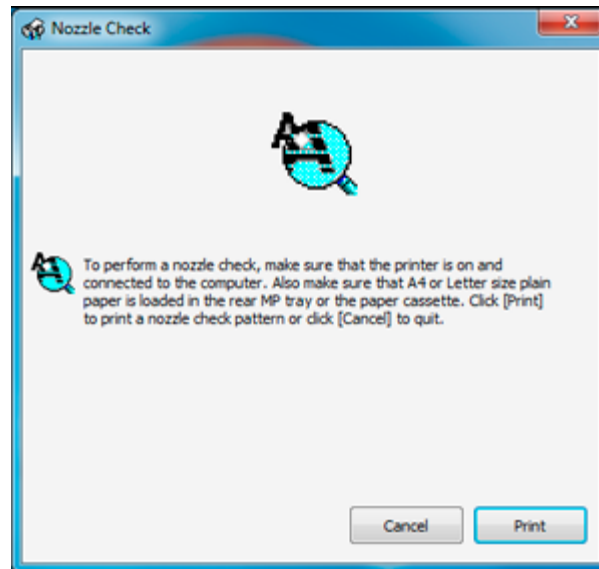 Nozzle Check
To perform a nozzle check, make sure that the printer is on and
connected to the computer. Also make sure that A4 or Letter size plain
paper is loaded in the rear MP tray or the paper cassette. Click [Print]
to print a nozzle check pattern or click [Cancel] to quit.
Cancel
Print